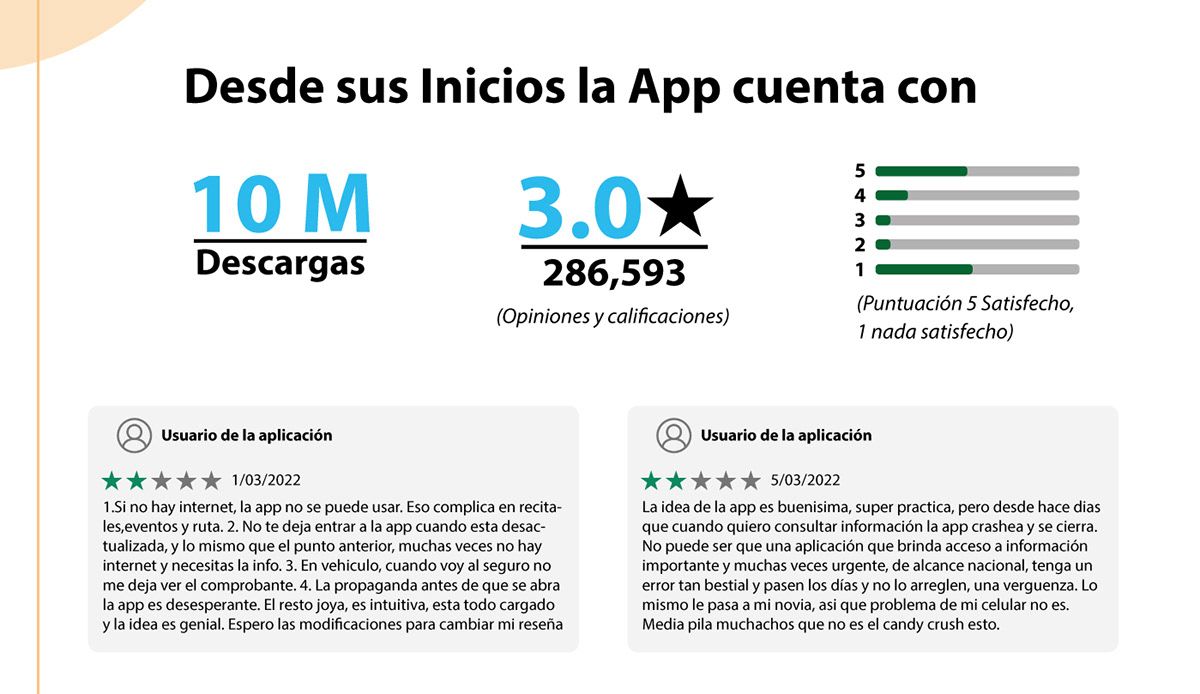 Desde sus Inicios la App cuenta con
10 M
Descargas
3.0
286,593
(Opiniones y calificaciones)
5
4
3
2
1
(Puntuación 5 Satisfecho,
1 nada satisfecho)
Usuario de la aplicación
1/03/2022
1.Si no hay internet, la app no se puede usar. Eso complica en recita-
les,eventos y ruta. 2. No te deja entrar a la app cuando esta desac-
tualizada, y lo mismo que el punto anterior, muchas veces no hay
internet y necesitas la info. 3. En vehiculo, cuando voy al seguro no
me deja ver el comprobante. 4. La propaganda antes de que se abra
la app es desesperante. El resto joya, es intuitiva, esta todo cargado
y la idea es genial. Espero las modificaciones para cambiar mi reseña
Usuario de la aplicación
5/03/2022
La idea de la app es buenisima, super practica, pero desde hace dias
que cuando quiero consultar información la app crashea y se cierra.
No puede ser que una aplicación que brinda acceso a información
importante y muchas veces urgente, de alcance nacional, tenga un
error tan bestial y pasen los días y no lo arreglen, una verguenza. Lo
mismo le pasa a mi novia, asi que problema de mi celular no es.
Media pila muchachos que no es el candy crush esto.